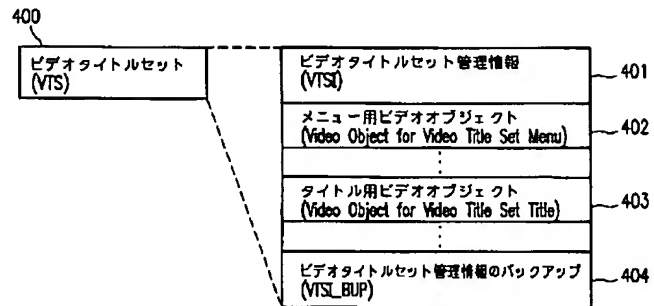 400
ビデオタイトルセット
(VTS)
ビデオタイトルセット管理情報
(VTSI)
401
メニュー用ビデオオブジェクト
(Video Object for Video Title Set Menu)
402
タイトル用ビデオオブジェクト
(Video Object for Video Title Set Title)
403
ビデオタイトルセット管理情報のバックアップ
(VTSI_BUP)
404